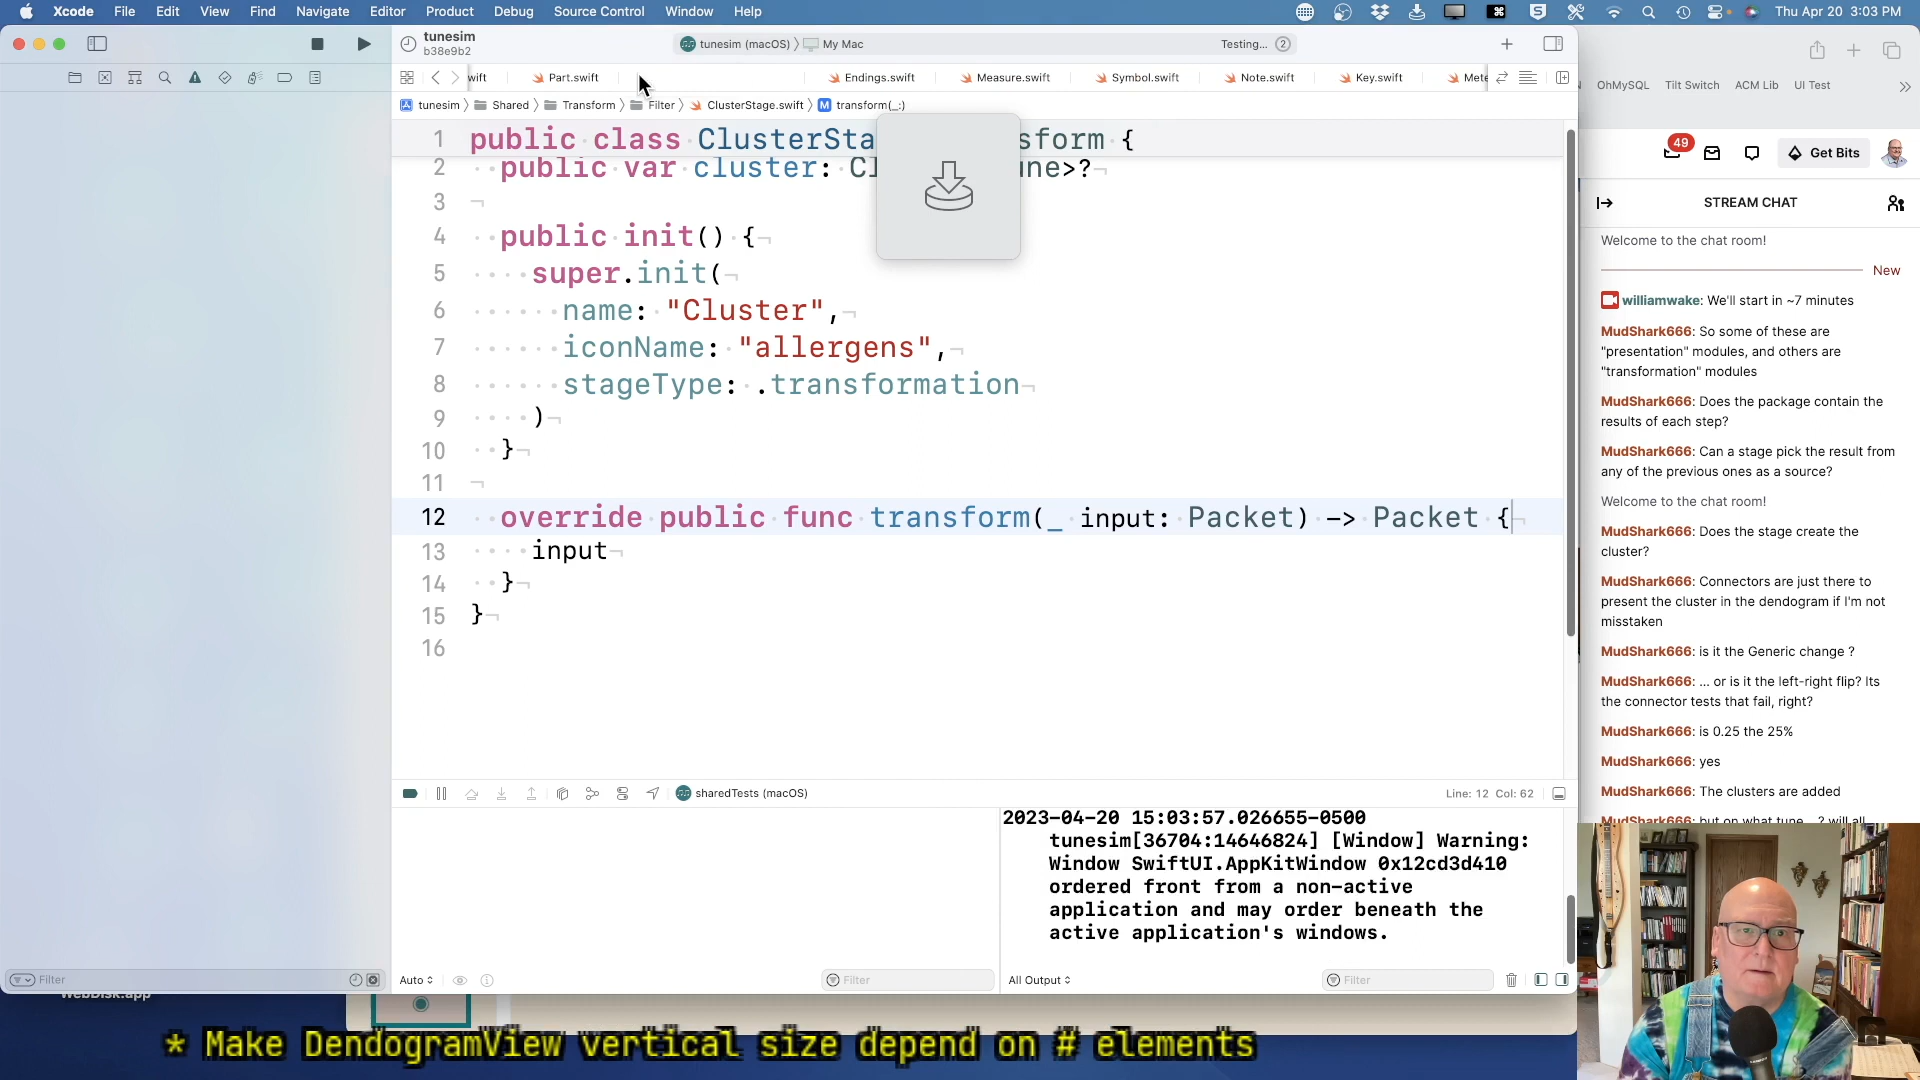 Xcode File Edit View Find Navigate Editor Product Debug Source Control Window Help
Thu Apr 20 3:03 PM
tunesim
b38e9b2
tunesim (macOS) My Mac
Testing... 2
wift Part.swift Endings.swift Measure.swift Symbol.swift Note.swift Key.swift Mete
tunesim Shared Transform Filter ClusterStage.swift M transform(_:)
1 public class ClusterSta sform {
2 public var cluster: Cl une>?
3
4 public init() {
5 super.init(
6 name: "Cluster",
7 iconName: "allergens",
8 stageType: .transformation
9 )
10 }
11
12 override public func transform(_ input: Packet) -> Packet {
13 input
14 }
15 }
16
sharedTests (macOS)
Line: 12 Col: 62
2023-04-20 15:03:57.026655-0500
tunesim[36704:14646824] [Window] Warning:
Window SwiftUI.AppKitWindow 0x12cd3d410
ordered front from a non-active
application and may order beneath the
active application's windows.
Filter
Auto
Filter
All Output
Filter
WebDisk.app
* Make DendogramView vertical size depend on # elements
N OhMySQL Tilt Switch ACM Lib UI Test
49
Get Bits
STREAM CHAT
Welcome to the chat room!
New
williamwake: We'll start in ~7 minutes
MudShark666: So some of these are
"presentation" modules, and others are
"transformation" modules
MudShark666: Does the package contain the
results of each step?
MudShark666: Can a stage pick the result from
any of the previous ones as a source?
Welcome to the chat room!
MudShark666: Does the stage create the
cluster?
MudShark666: Connectors are just there to
present the cluster in the dendogram if I'm not
misstaken
MudShark666: is it the Generic change ?
MudShark666: ... or is it the left-right flip? Its
the connector tests that fail, right?
MudShark666: is 0.25 the 25%
MudShark666: yes
MudShark666: The clusters are added
MudShark666: but on what tune....? will all